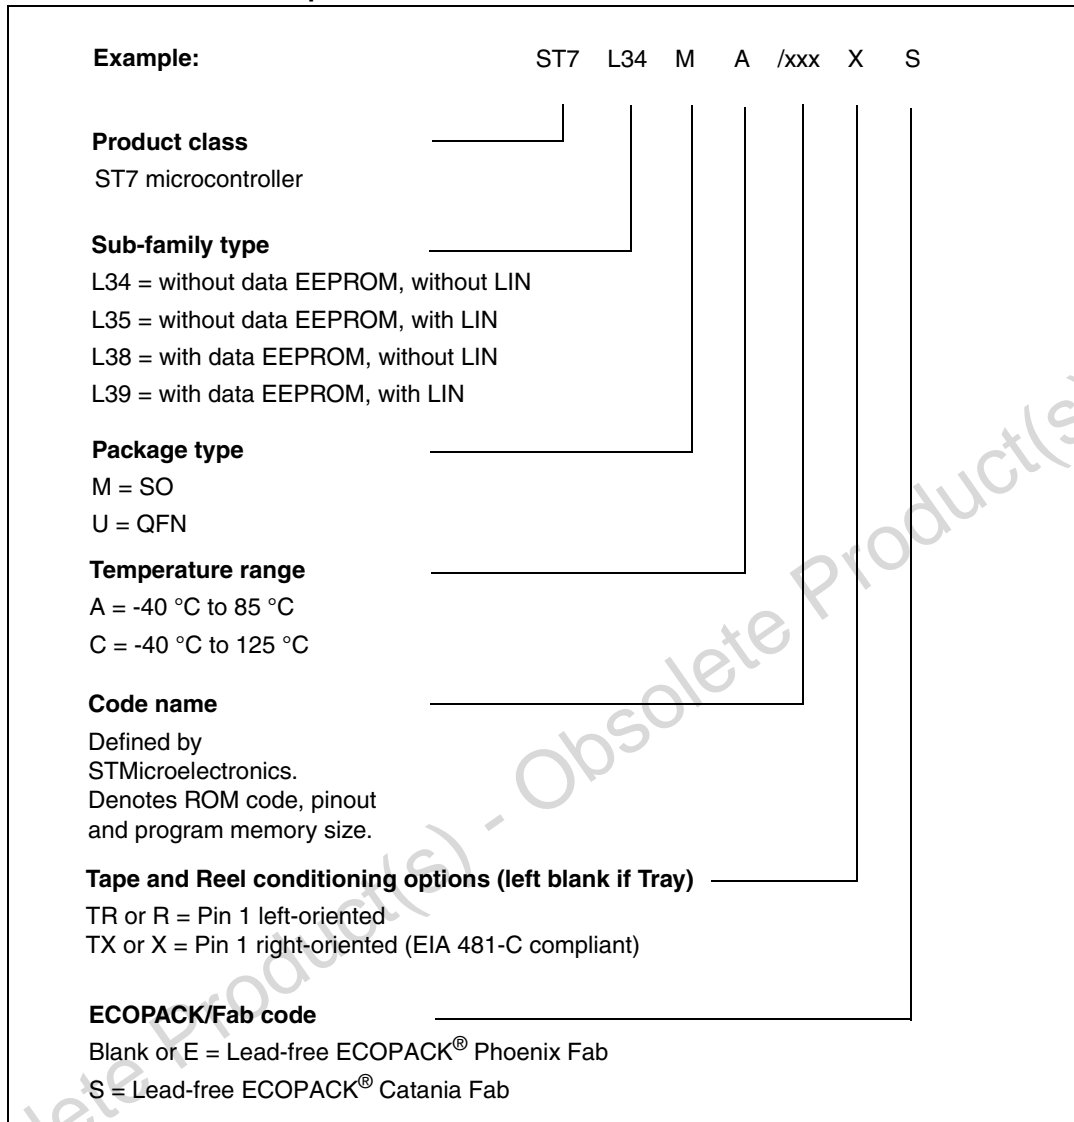 Example: ST7 L34 M A /xxx X S
Product class
ST7 microcontroller
Sub-family type
L34 = without data EEPROM, without LIN
L35 = without data EEPROM, with LIN
L38 = with data EEPROM, without LIN
L39 = with data EEPROM, with LIN
Package type
M = SO
U = QFN
Temperature range
A = -40 °C to 85 °C
C = -40 °C to 125 °C
Code name
Defined by
STMicroelectronics.
Denotes ROM code, pinout
and program memory size.
Tape and Reel conditioning options (left blank if Tray)
TR or R = Pin 1 left-oriented
TX or X = Pin 1 right-oriented (EIA 481-C compliant)
ECOPACK/Fab code
Blank or E = Lead-free ECOPACK® Phoenix Fab
S = Lead-free ECOPACK® Catania Fab
lete Product(s) - Obsolete Product(s)